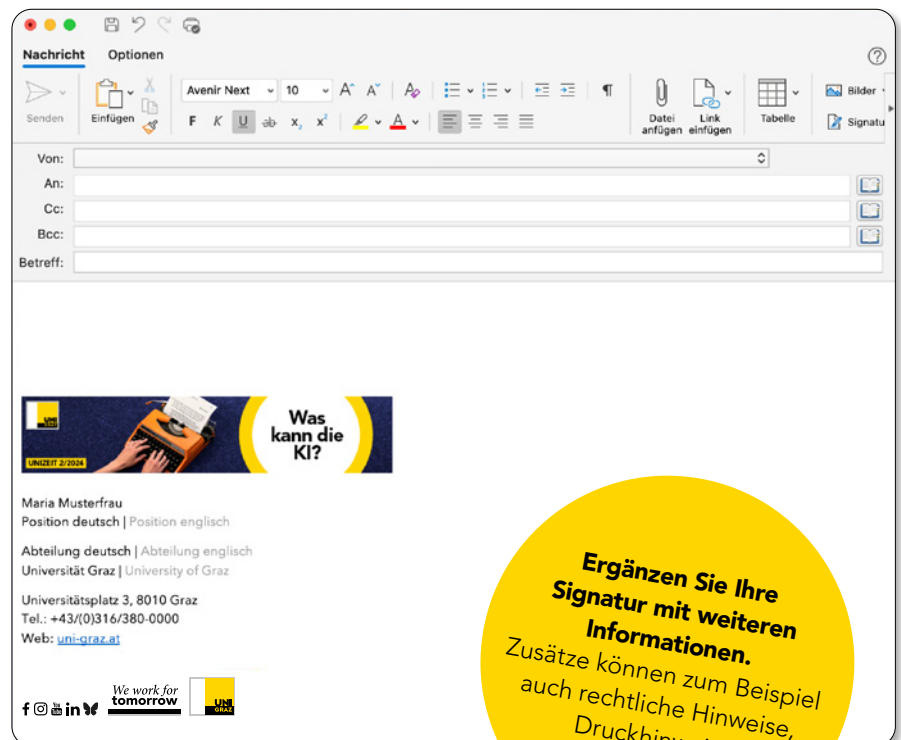 Nachricht Optionen
Avenir Next 10
Senden Einfügen
F K U ab x, x²
Datei anfügen
Link einfügen
Tabelle
Bilder
Signatu
Von:
An:
Cc:
Bcc:
Betreff:
UNI GRAZ
UNIZEIT 2/2024
Was
kann die
KI?
Maria Musterfrau
Position deutsch | Position englisch
Abteilung deutsch | Abteilung englisch
Universität Graz | University of Graz
Universitätsplatz 3, 8010 Graz
Tel.: +43/(0)316/380-0000
Web: uni-graz.at
We work for
tomorrow
UNI
GRAZ
Ergänzen Sie Ihre
Signatur mit weiteren
Informationen.
Zusätze können zum Beispiel
auch rechtliche Hinweise,